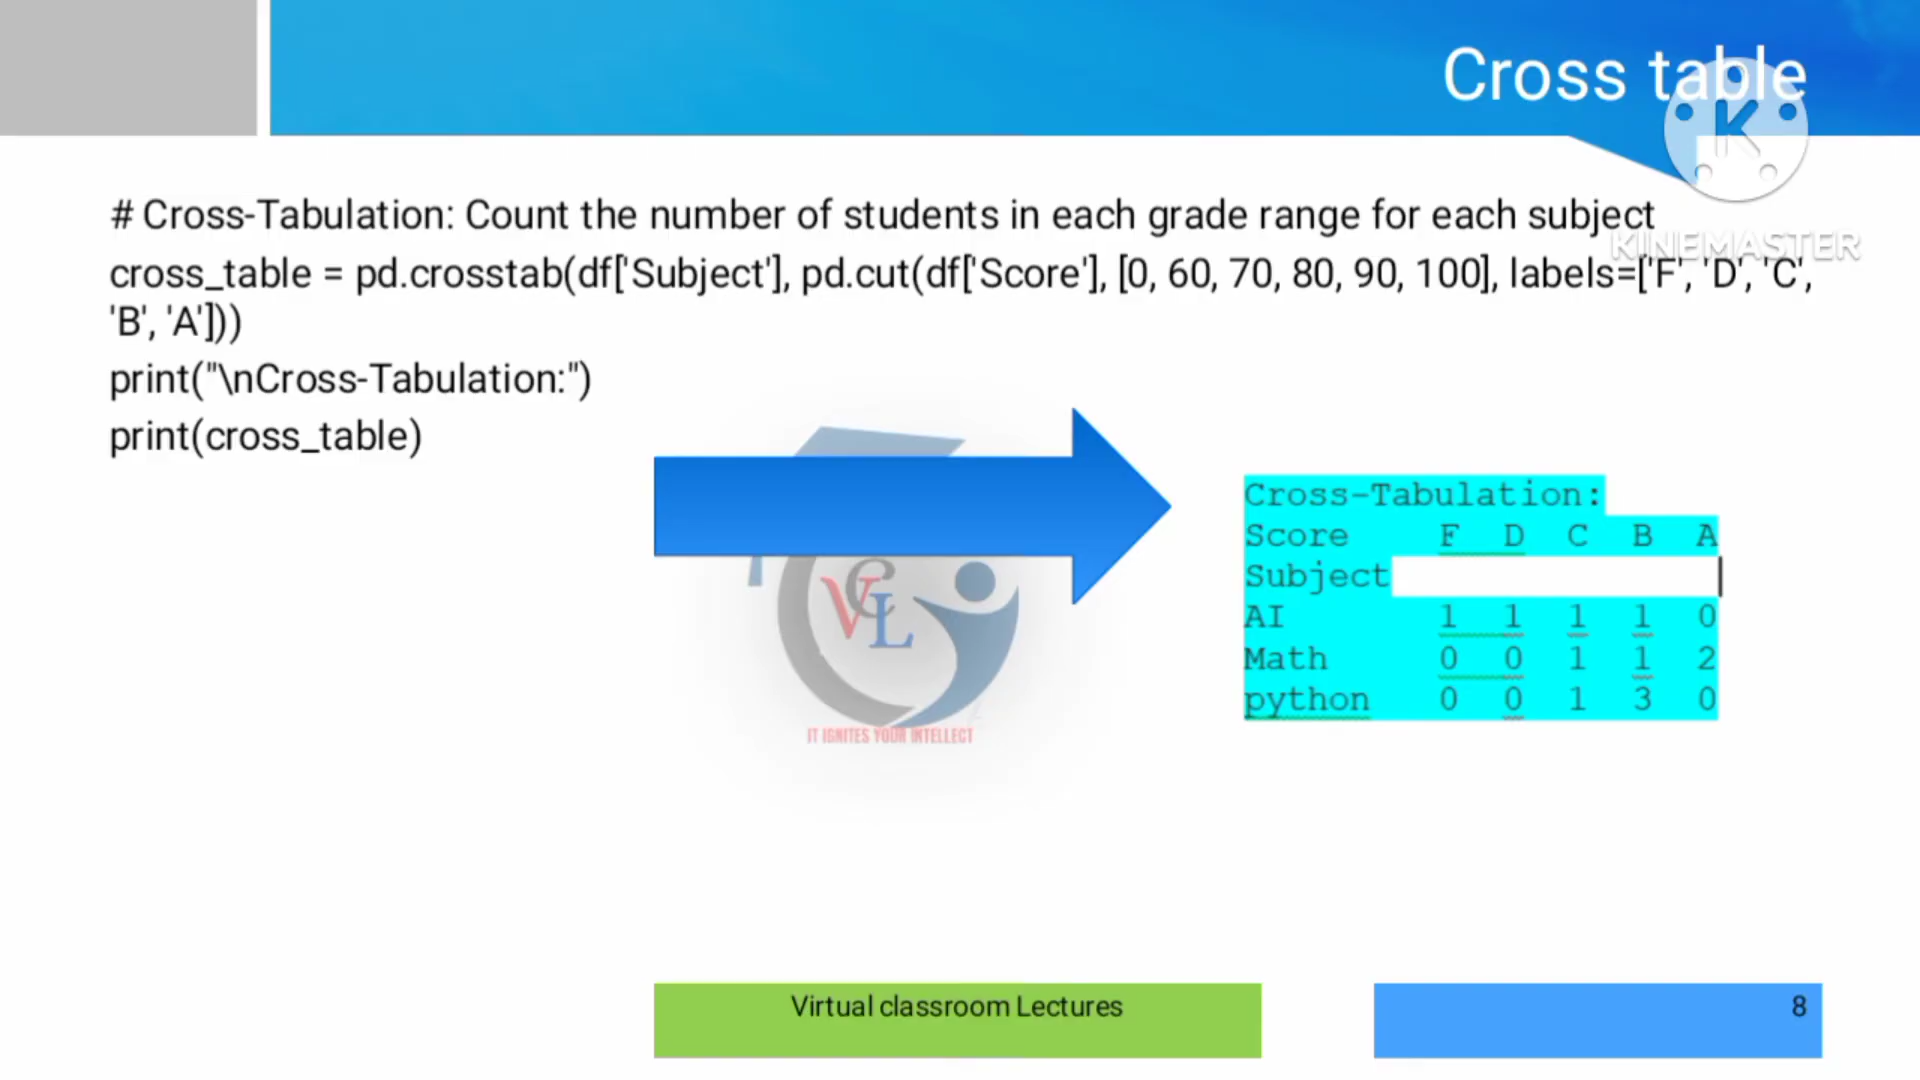 Cross table
K
KINEMASTER
# Cross-Tabulation: Count the number of students in each grade range for each subject
cross_table = pd.crosstab(df['Subject'], pd.cut(df['Score'], [0, 60, 70, 80, 90, 100], labels=['F', 'D', 'C',
'B', 'A']))
print("\nCross-Tabulation:")
print(cross_table)
Cross-Tabulation:
Score F D C B A
Subject
AI 1 1 1 1 0
Math 0 0 1 1 2
python 0 0 1 3 0
VCL
IT IGNITES YOUR INTELLECT
Virtual classroom Lectures
8